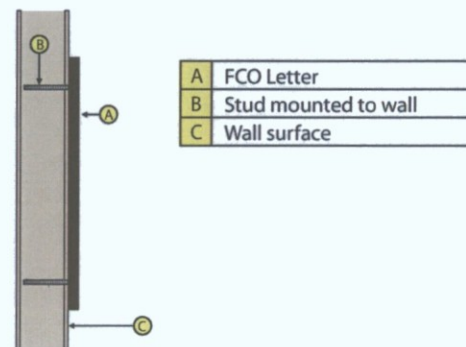 B
A
C
A FCO Letter
B Stud mounted to wall
C Wall surface